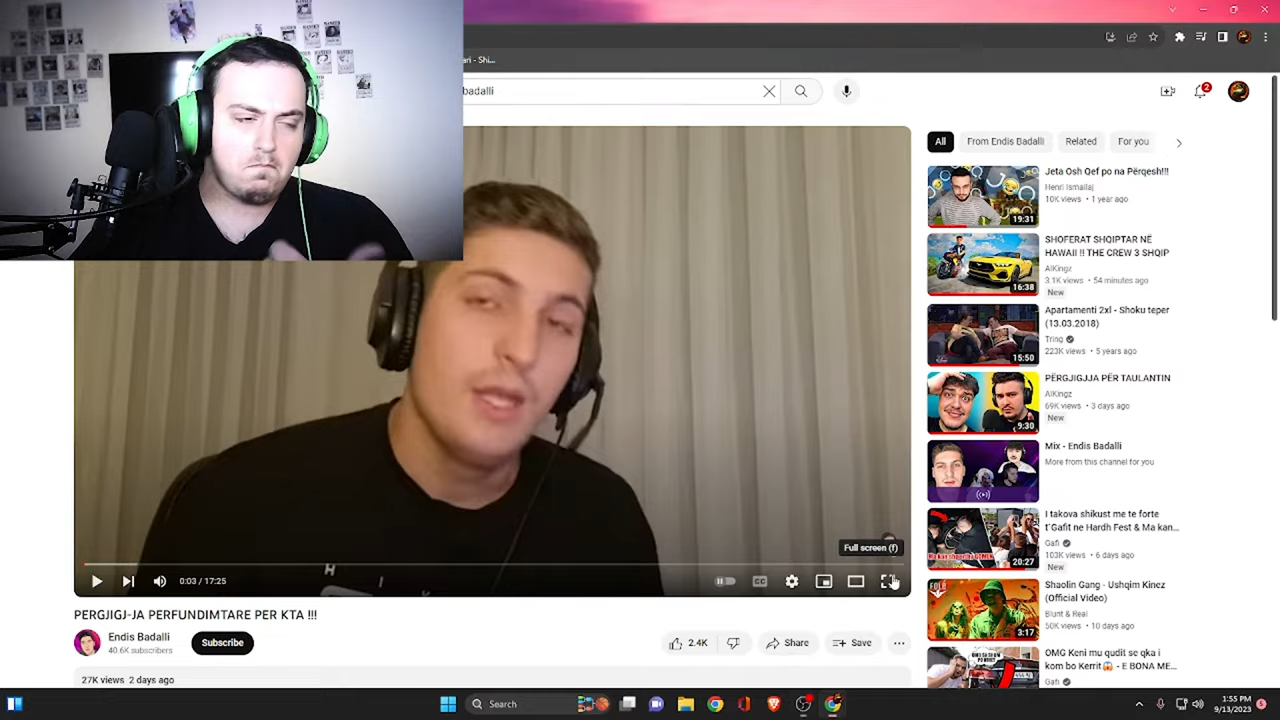 ari - Shi...
badalli
2
All
From Endis Badalli
Related
For you
Jeta Osh Qef po na Përqesh!!!
Henri Ismailaj
10K views • 1 year ago
19:31
SHOFERAT SHQIPTAR NË
HAWAII !! THE CREW 3 SHQIP
AlKingz
3.1K views • 54 minutes ago
New
16:38
Apartamenti 2xl - Shoku teper
(13.03.2018)
Tring
223K views • 5 years ago
15:50
PËRGJIGJJA PËR TAULANTIN
AlKingz
69K views • 3 days ago
New
9:30
Mix - Endis Badalli
More from this channel for you
I takova shikust me te forte
t'Gafit ne Hardh Fest & Ma kan...
Gafi
103K views • 6 days ago
New
20:27
Shaolin Gang - Ushqim Kinez
(Official Video)
Blunt & Real
50K views • 10 days ago
3:17
OMG Keni mu qudit se qka i
kom bo Kerrit😱 - E BONA ME...
Gafi
Full screen (f)
0:03 / 17:25
CC
PERGJIGJ-JA PERFUNDIMTARE PER KTA !!!
Endis Badalli
40.6K subscribers
Subscribe
2.4K
Share
Save
27K views 2 days ago
Search
1:55 PM
9/13/2023
5